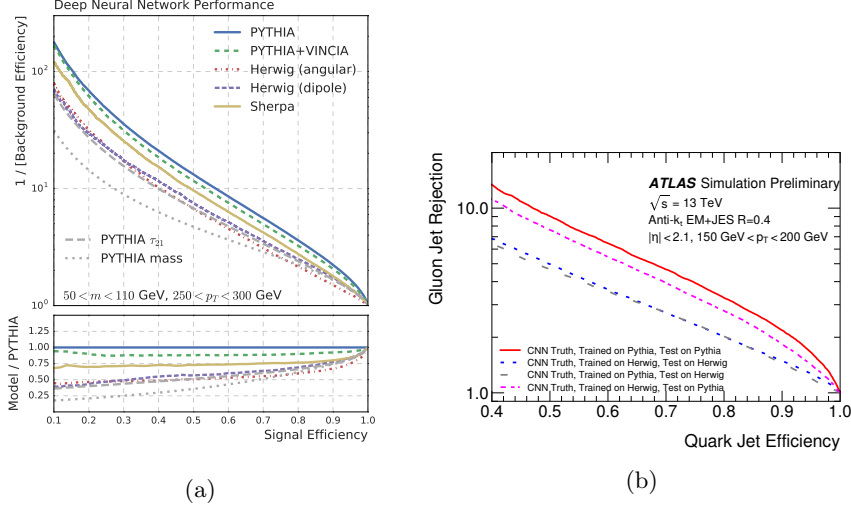 Deep Neural Network Performance
1 / [Background Efficiency]
10²
10¹
10⁰
PYTHIA
PYTHIA+VINCIA
Herwig (angular)
Herwig (dipole)
Sherpa
PYTHIA τ₂₁
PYTHIA mass
50 < m < 110 GeV, 250 < p_T < 300 GeV
Model / PYTHIA
1.25
1.00
0.75
0.50
0.25
0.1 0.2 0.3 0.4 0.5 0.6 0.7 0.8 0.9 1.0
Signal Efficiency
(a)
Gluon Jet Rejection
10.0
1.0
ATLAS Simulation Preliminary
√s = 13 TeV
Anti-k_t EM+JES R=0.4
|η|<2.1, 150 GeV<p_T<200 GeV
CNN Truth, Trained on Pythia, Test on Pythia
CNN Truth, Trained on Herwig, Test on Herwig
CNN Truth, Trained on Pythia, Test on Herwig
CNN Truth, Trained on Herwig, Test on Pythia
0.4 0.5 0.6 0.7 0.8 0.9 1.0
Quark Jet Efficiency
(b)